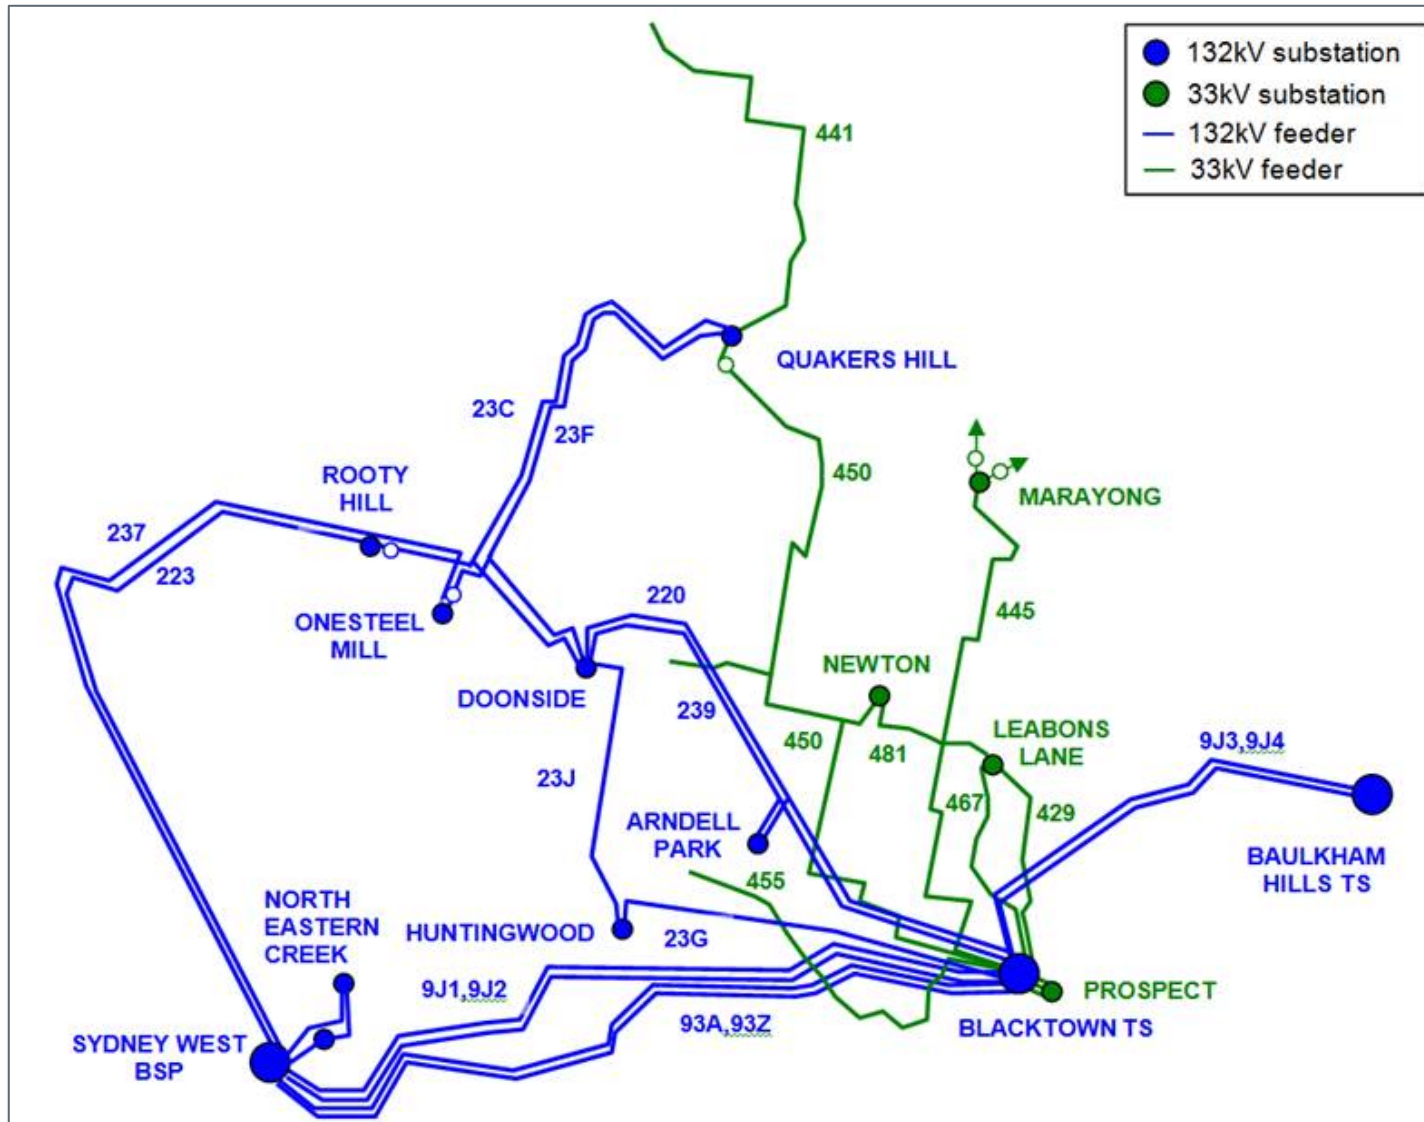 132kV substation
33kV substation
132kV feeder
33kV feeder
441
QUAKERS HILL
23C
23F
450
ROOTY
HILL
MARAYONG
237
223
220
445
ONESTEEL
MILL
NEWTON
DOONSIDE
239
450
481
LEABONS
LANE
9J3,9J4
23J
467
429
ARNDELL
PARK
455
BAULKHAM
HILLS TS
NORTH
EASTERN
CREEK
HUNTINGWOOD
23G
9J1,9J2
93A,93Z
PROSPECT
BLACKTOWN TS
SYDNEY WEST
BSP